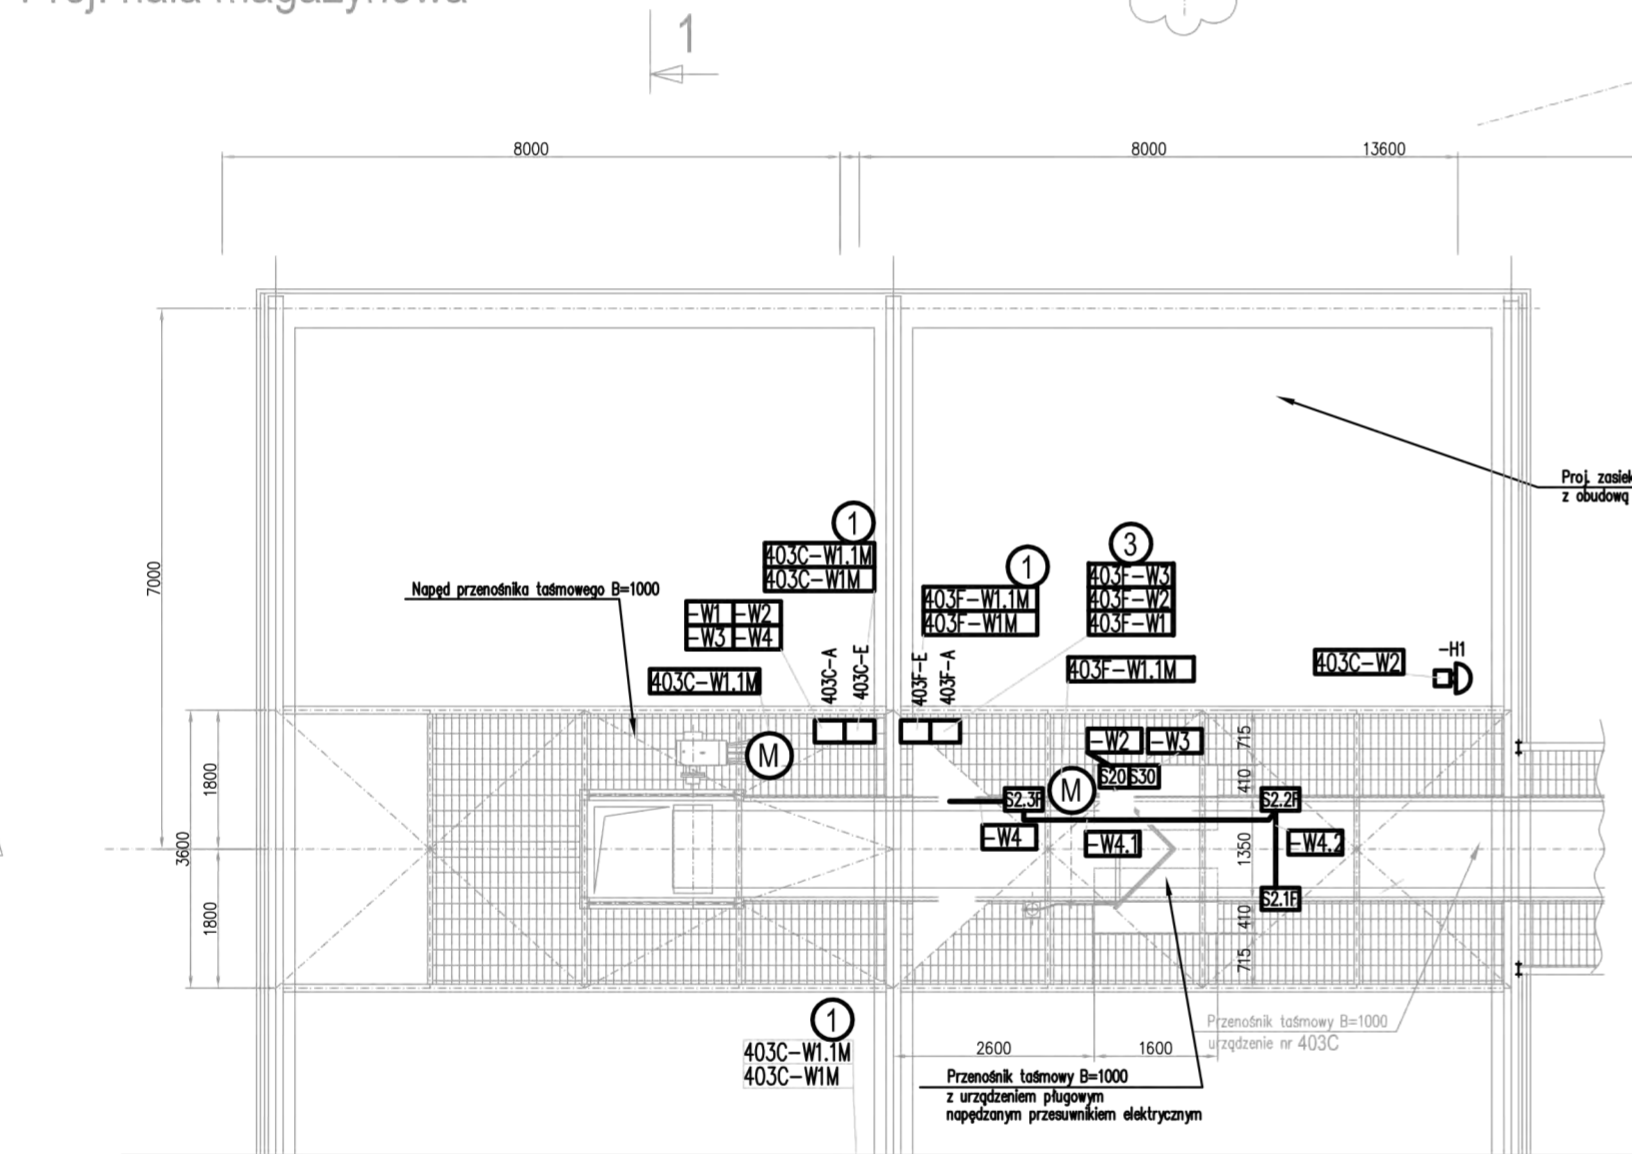 Proj. hala magazynowa
1
8000
8000
13600
Proj. zasiek
z obudową
7000
1
403C-W1.1M
403C-W1M
1
403F-W1.1M
403F-W1M
3
403F-W3
403F-W2
403F-W1
Napęd przenośnika taśmowego B=1000
-W1 -W2
-W3 -W4
403C-W1.1M
403C-A
403C-E
403F-E
403F-A
403F-W1.1M
403C-W2
-H1
M
-W2 -W3
S20 S30
M
S2.3F
S2.2F
-W4
-W4.1
-W4.2
S2.1F
1800
3600
1800
715
410
1350
410
715
1
403C-W1.1M
403C-W1M
2600
1600
Przenośnik taśmowy B=1000
urządzenie nr 403C
Przenośnik taśmowy B=1000
z urządzeniem pługowym
napędzanym przesuwnikiem elektrycznym